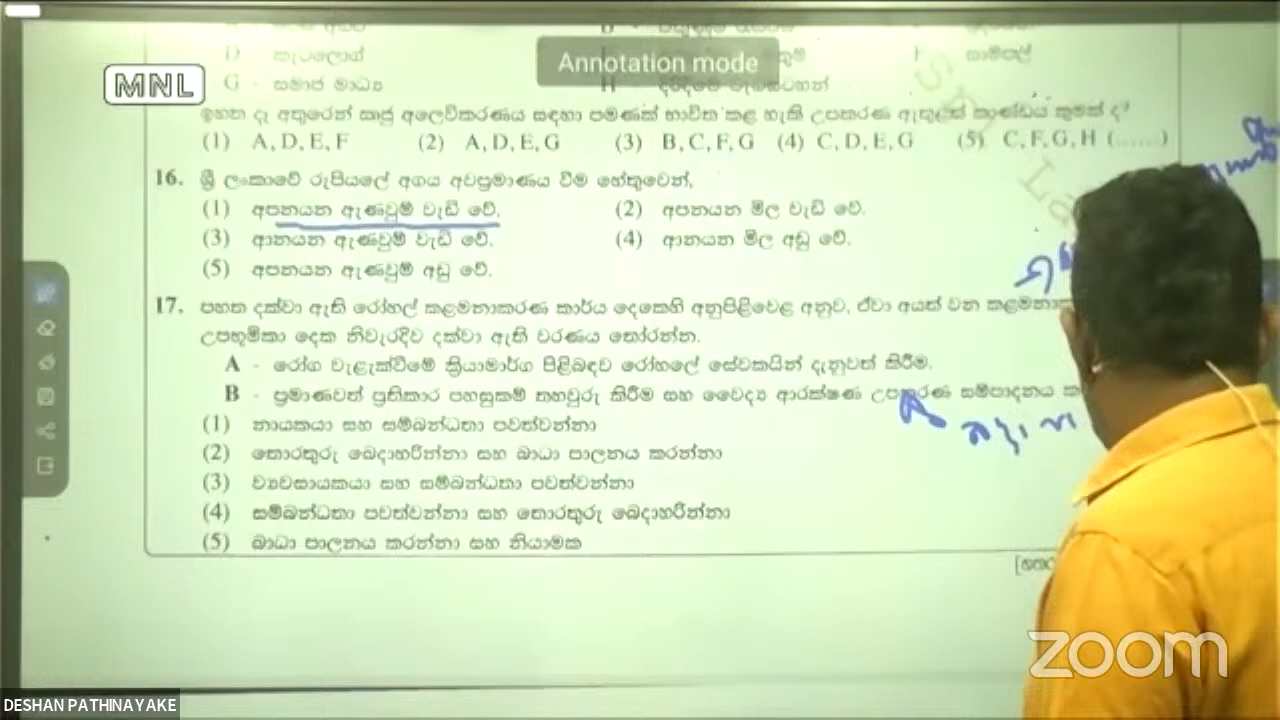 Annotation mode
MNL
D - කැටලොග්
F - සාම්පල්
G - සමාජ මාධ්‍ය
H -
ඉහත දෑ අතුරෙන් සෘජු අලෙවිකරණය සඳහා පමණක් භාවිත කළ හැකි උපකරණ ඇතුළත් කාණ්ඩය කුමක් ද?
(1) A, D, E, F (2) A, D, E, G (3) B, C, F, G (4) C, D, E, G (5) C, F, G, H (......)
16. ශ්‍රී ලංකාවේ රුපියලේ අගය අවප්‍රමාණය වීම හේතුවෙන්,
(1) අපනයන ඇණවුම් වැඩි වේ. (2) අපනයන මිල වැඩි වේ.
(3) ආනයන ඇණවුම් වැඩි වේ. (4) ආනයන මිල අඩු වේ.
(5) අපනයන ඇණවුම් අඩු වේ.
17. පහත දක්වා ඇති රෝහල් කළමනාකරණ කාර්ය දෙකෙහි අනුපිළිවෙළ අනුව, ඒවා අයත් වන
උපභූමිකා දෙක නිවැරදිව දක්වා ඇති වරණය තෝරන්න.
A - රෝග වැළැක්වීමේ ක්‍රියාමාර්ග පිළිබඳව රෝහලේ සේවකයින් දැනුවත් කිරීම.
B - ප්‍රමාණවත් ප්‍රතිකාර පහසුකම් තහවුරු කිරීම සහ වෛද්‍ය ආරක්ෂණ උපකරණ සම්පාදනය
(1) නායකයා සහ සම්බන්ධතා පවත්වන්නා
(2) තොරතුරු බෙදාහරින්නා සහ බාධා පාලනය කරන්නා
(3) ව්‍යවසායකයා සහ සම්බන්ධතා පවත්වන්නා
(4) සම්බන්ධතා පවත්වන්නා සහ තොරතුරු බෙදාහරින්නා
(5) බාධා පාලනය කරන්නා සහ නියාමක
zoom
DESHAN PATHINAYAKE